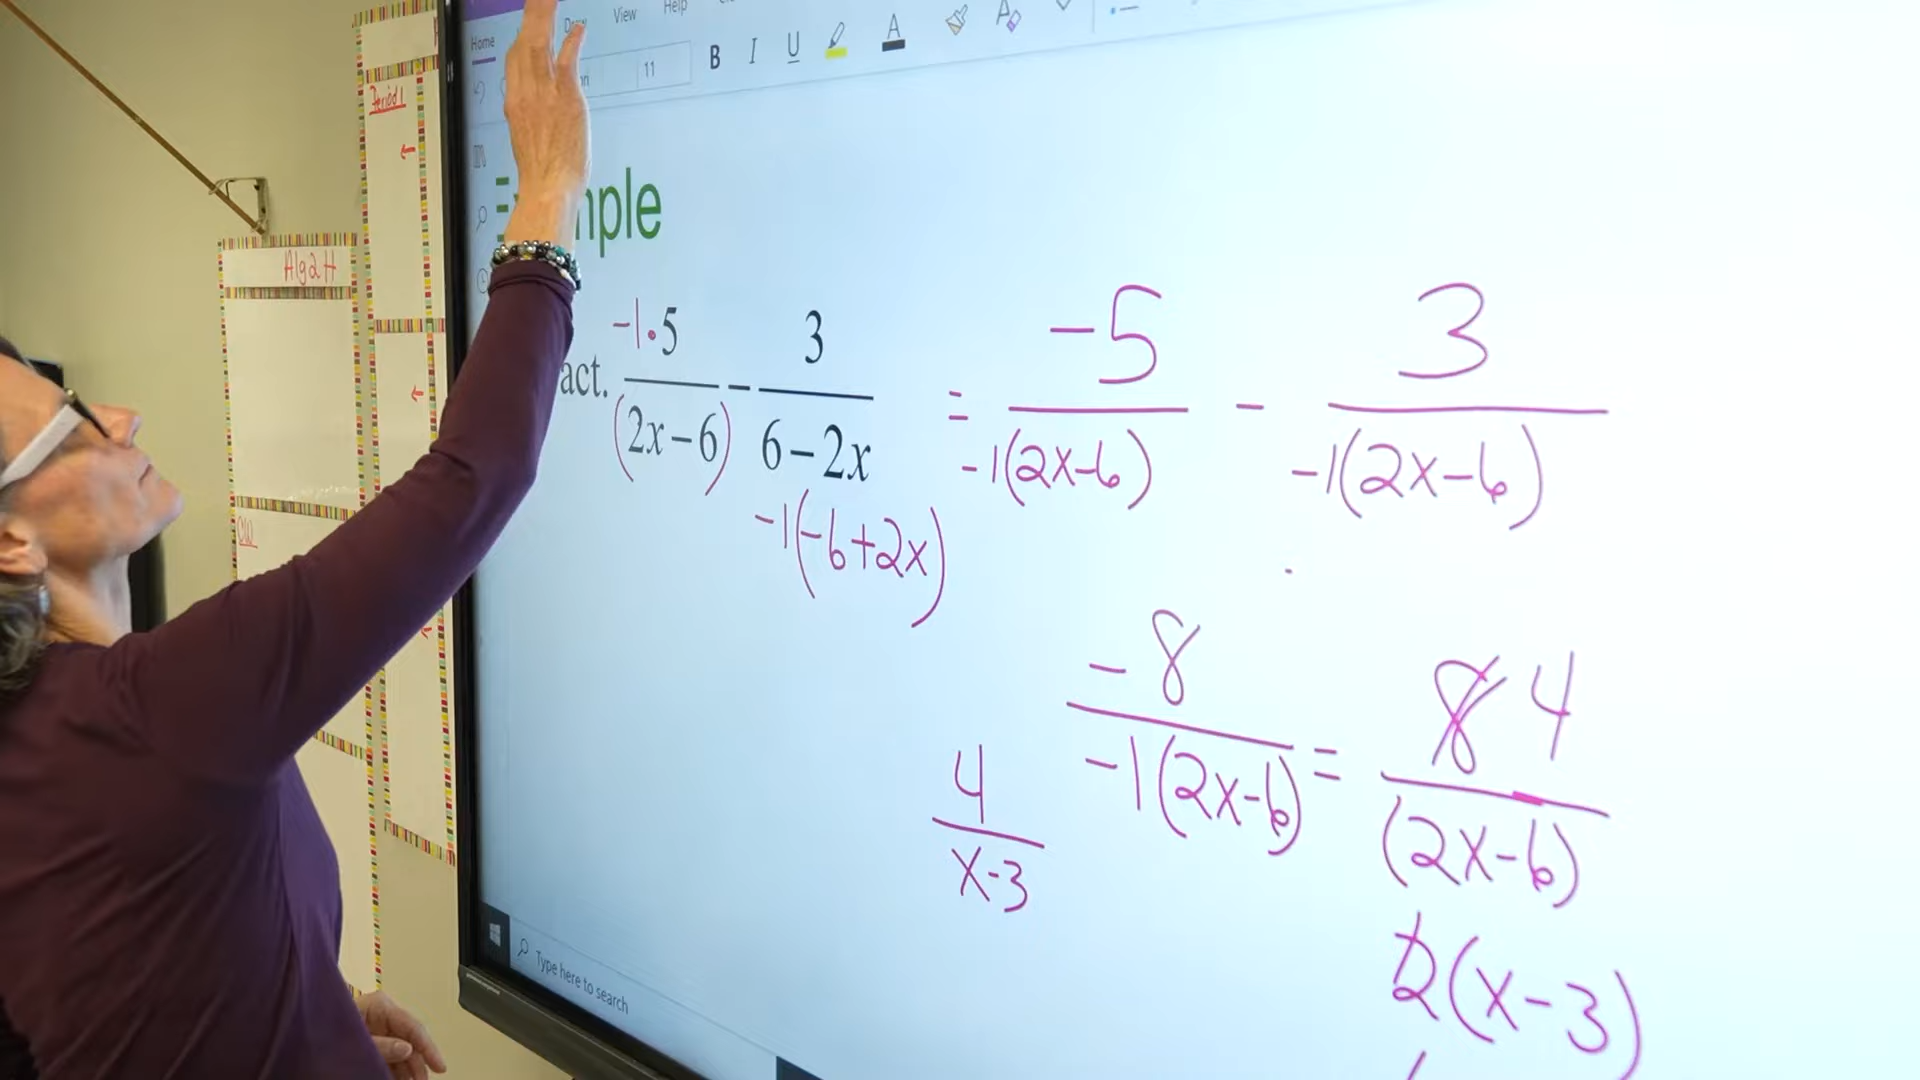 Home Draw View Help
11 B I U A A
Period 1
Alg 2 H
CW
act. -1•5/(2x-6) - 3/6-2x = -5/-1(2x-6) - 3/-1(2x-6)
-1(-6+2x)
-8/-1(2x-6) = 8 4/(2x-6)
4/x-3
2(x-3)
Type here to search